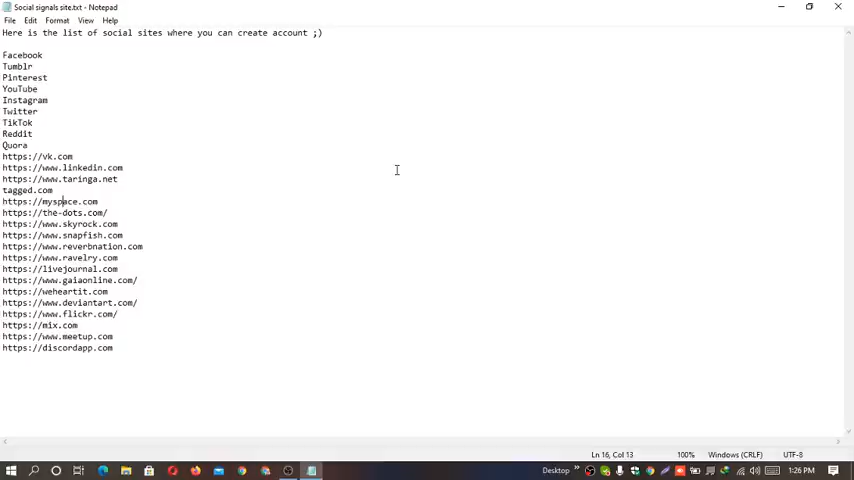 Social signals site.txt - Notepad
File Edit Format View Help
Here is the list of social sites where you can create account ;)
Facebook
Tumblr
Pinterest
YouTube
Instagram
Twitter
TikTok
Reddit
Quora
https://vk.com
https://www.linkedin.com
https://www.taringa.net
tagged.com
https://myspace.com
https://the-dots.com/
https://www.skyrock.com
https://www.snapfish.com
https://www.reverbnation.com
https://www.ravelry.com
https://livejournal.com
https://www.gaiaonline.com/
https://weheartit.com
https://www.deviantart.com/
https://www.flickr.com/
https://mix.com
https://www.meetup.com
https://discordapp.com
Ln 16, Col 13 100% Windows (CRLF) UTF-8
Desktop 1:26 PM